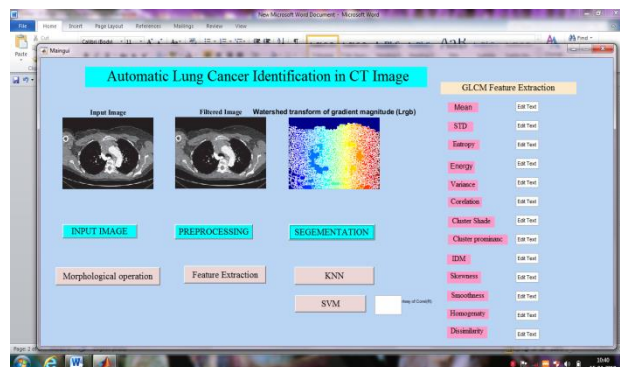 New Microsoft Word Document - Microsoft Word
File Home Insert Page Layout References Mailings Review View
Paste
Find
Maingui
Automatic Lung Cancer Identification in CT Image
GLCM Feature Extraction
Input Image Filtered Image Watershed transform of gradient magnitude (Lrgb)
Mean Edit Text
STD Edit Text
Entropy Edit Text
Energy Edit Text
Variance Edit Text
Corelation Edit Text
Cluster Shade Edit Text
Cluster prominanc Edit Text
IDM Edit Text
Skewness Edit Text
Smoothness Edit Text
Homogenaty Edit Text
Dissimilarity Edit Text
INPUT IMAGE PREPROCESSING SEGEMENTATION
Morphological operation Feature Extraction KNN
SVM
10:40